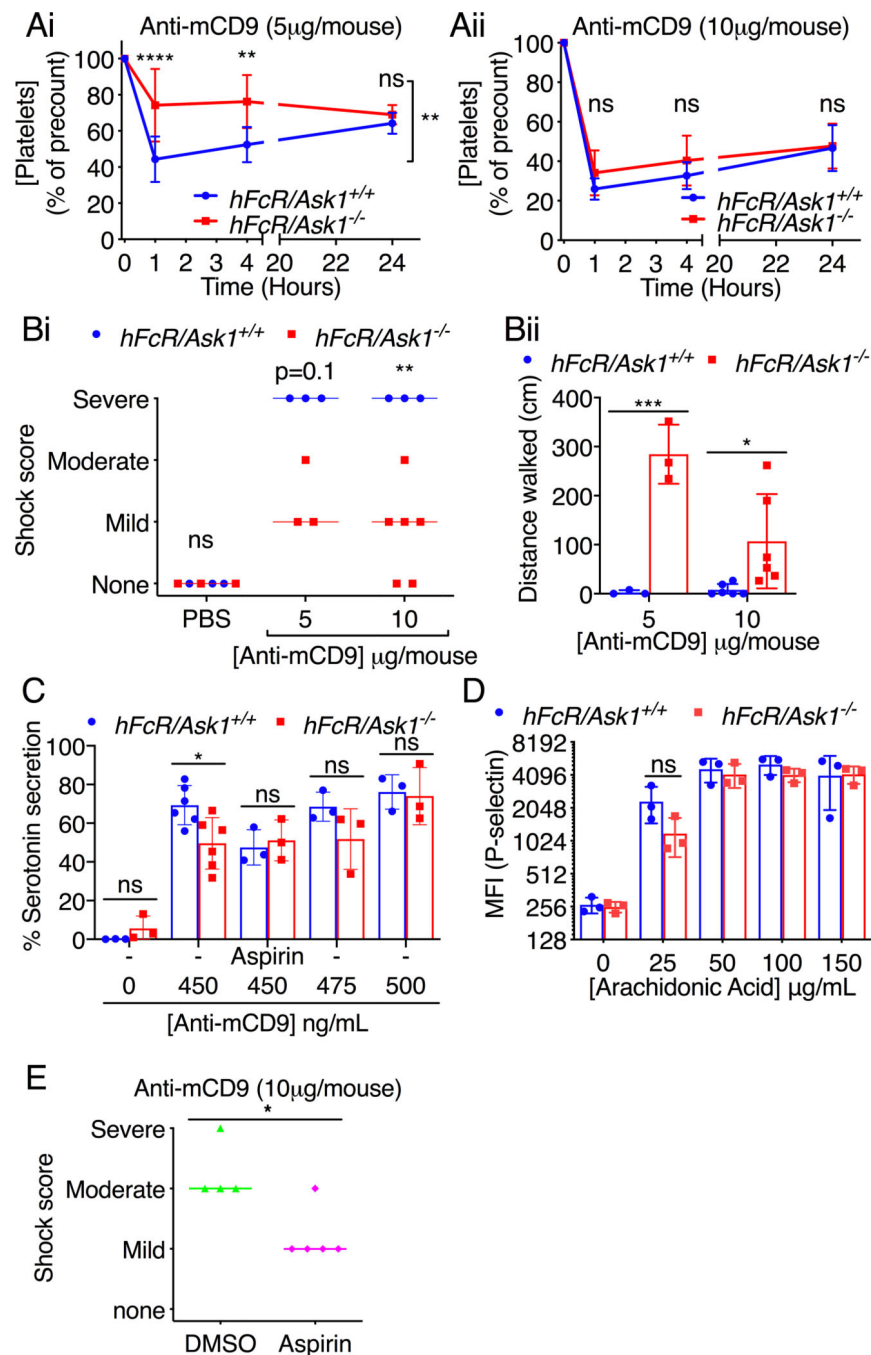 Ai
Anti-mCD9 (5μg/mouse)
[Platelets]
(% of precount)
100
80
60
40
20
0
****
**
ns
**
hFcR/Ask1+/+
hFcR/Ask1-/-
0 1 2 3 4 20 22 24
Time (Hours)
Aii
Anti-mCD9 (10μg/mouse)
[Platelets]
(% of precount)
100
80
60
40
20
0
ns
ns
ns
hFcR/Ask1+/+
hFcR/Ask1-/-
0 1 2 3 4 20 22 24
Time (Hours)
Bi
hFcR/Ask1+/+ hFcR/Ask1-/-
Shock score
Severe
Moderate
Mild
None
ns
p=0.1
**
PBS 5 10
[Anti-mCD9] μg/mouse
Bii
hFcR/Ask1+/+ hFcR/Ask1-/-
Distance walked (cm)
400
300
200
100
0
***
*
5 10
[Anti-mCD9] μg/mouse
C
hFcR/Ask1+/+ hFcR/Ask1-/-
% Serotonin secretion
100
80
60
40
20
0
ns
*
ns
ns
ns
- - Aspirin - -
0 450 450 475 500
[Anti-mCD9] ng/mL
D
hFcR/Ask1+/+ hFcR/Ask1-/-
MFI (P-selectin)
8192
4096
2048
1024
512
256
128
ns
0 25 50 100 150
[Arachidonic Acid] μg/mL
E
Anti-mCD9 (10μg/mouse)
*
Shock score
Severe
Moderate
Mild
none
DMSO Aspirin